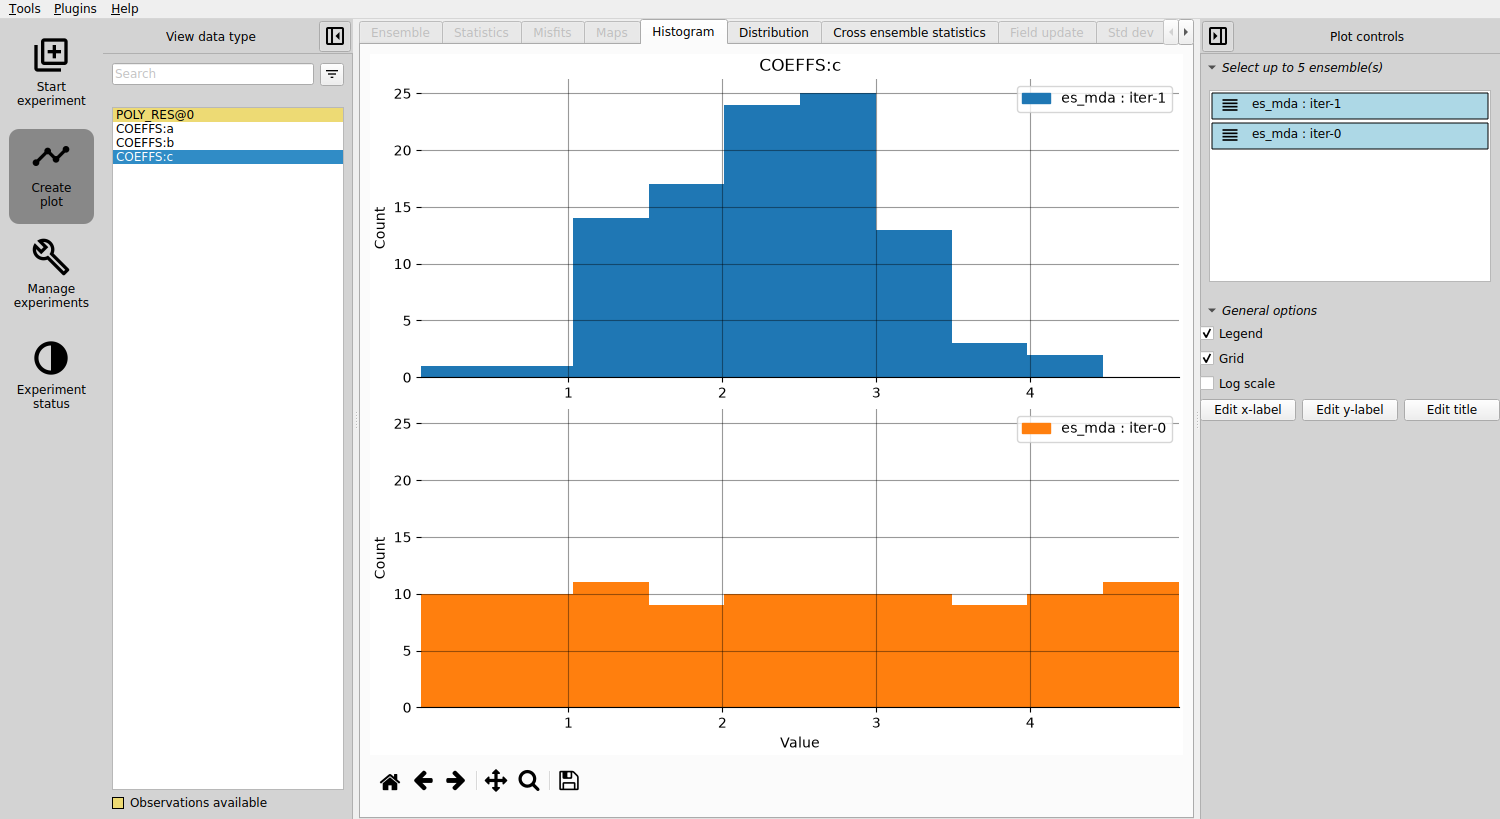 Tools Plugins Help
Start
experiment
Create
plot
Manage
experiments
Experiment
status
View data type
Search
POLY_RES@0
COEFFS:a
COEFFS:b
COEFFS:c
Observations available
Ensemble Statistics Misfits Maps Histogram Distribution Cross ensemble statistics Field update Std dev
COEFFS:c
es_mda : iter-1
Count
25
20
15
10
5
0
1 2 3 4
es_mda : iter-0
Count
25
20
15
10
5
0
1 2 3 4
Value
Plot controls
Select up to 5 ensemble(s)
es_mda : iter-1
es_mda : iter-0
General options
Legend
Grid
Log scale
Edit x-label Edit y-label Edit title